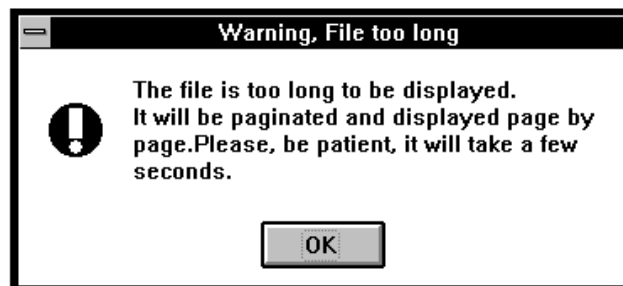 Warning, File too long
The file is too long to be displayed.
It will be paginated and displayed page by
page.Please, be patient, it will take a few
seconds.
OK